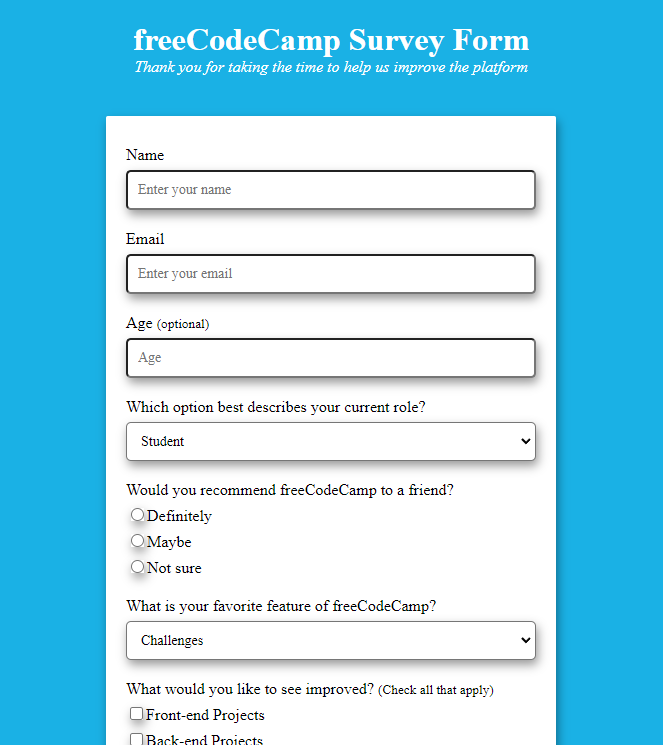 freeCodeCamp Survey Form
Thank you for taking the time to help us improve the platform
Name
Enter your name
Email
Enter your email
Age (optional)
Age
Which option best describes your current role?
Student
Would you recommend freeCodeCamp to a friend?
Definitely
Maybe
Not sure
What is your favorite feature of freeCodeCamp?
Challenges
What would you like to see improved? (Check all that apply)
Front-end Projects
Back-end Projects